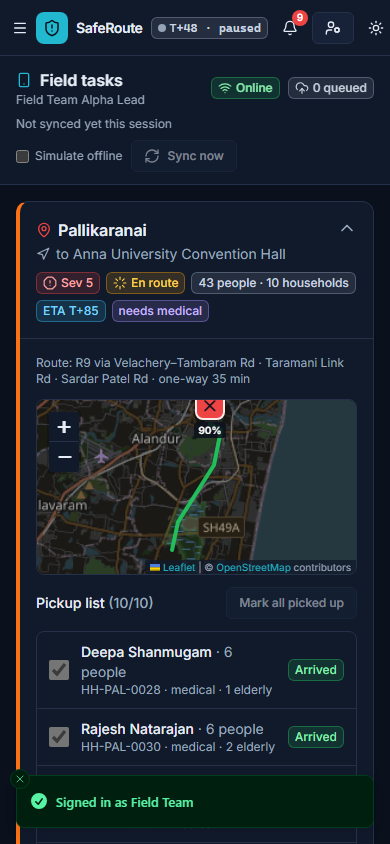 SafeRoute
T+48 · paused
9
Field tasks
Field Team Alpha Lead
Online
0 queued
Not synced yet this session
Simulate offline
Sync now
Pallikaranai
to Anna University Convention Hall
Sev 5
En route
43 people · 10 households
ETA T+85
needs medical
Route: R9 via Velachery–Tambaram Rd · Taramani Link
Rd · Sardar Patel Rd · one-way 35 min
+
−
90%
Alandur
lavaram
SH49A
Leaflet | © OpenStreetMap contributors
Pickup list (10/10)
Mark all picked up
Deepa Shanmugam · 6
people
HH-PAL-0028 · medical · 1 elderly
Arrived
Rajesh Natarajan · 6 people
HH-PAL-0030 · medical · 2 elderly
Arrived
Signed in as Field Team